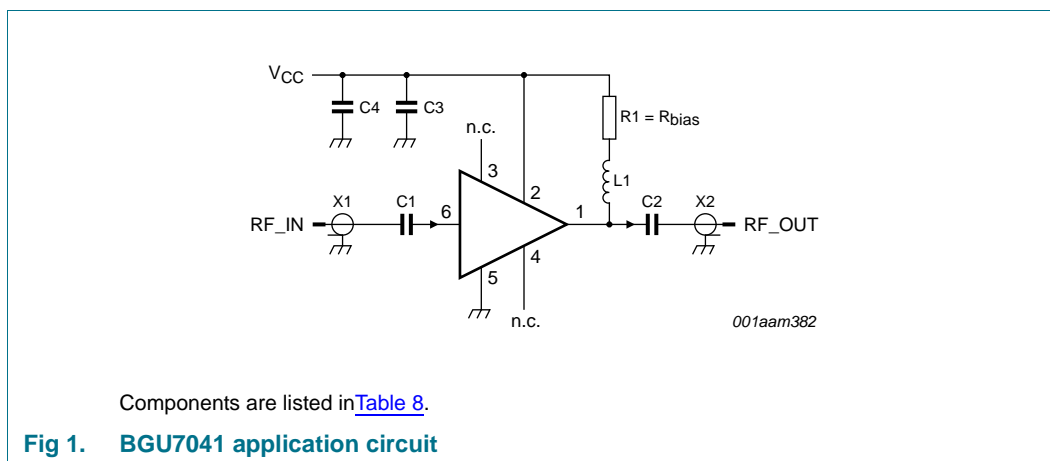 VCC
C4
C3
R1 = Rbias
n.c.
3
2
L1
X1
C1
C2
X2
RF_IN
6
1
RF_OUT
5
4
n.c.
001aam382
Components are listed inTable 8.
Fig 1. BGU7041 application circuit